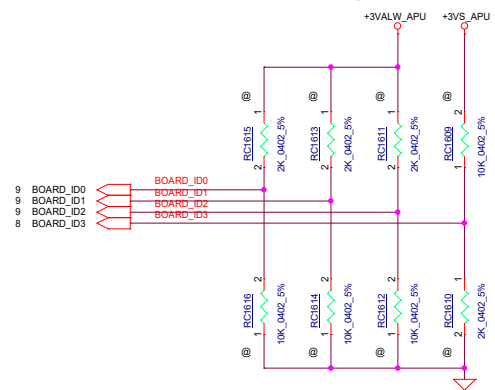 +3VALW_APU +3VS_APU
@ @ @ @
1 1 1 2
RC1615 2K_0402_5% RC1613 2K_0402_5% RC1611 2K_0402_5% RC1609 10K_0402_5%
2 2 2 1
9 BOARD_ID0 BOARD_ID0
9 BOARD_ID1 BOARD_ID1
9 BOARD_ID2 BOARD_ID2
8 BOARD_ID3 BOARD_ID3
2 2 2 1
RC1616 10K_0402_5% RC1614 10K_0402_5% RC1612 10K_0402_5% RC1610 2K_0402_5%
1 1 1 2
@ @ @ @